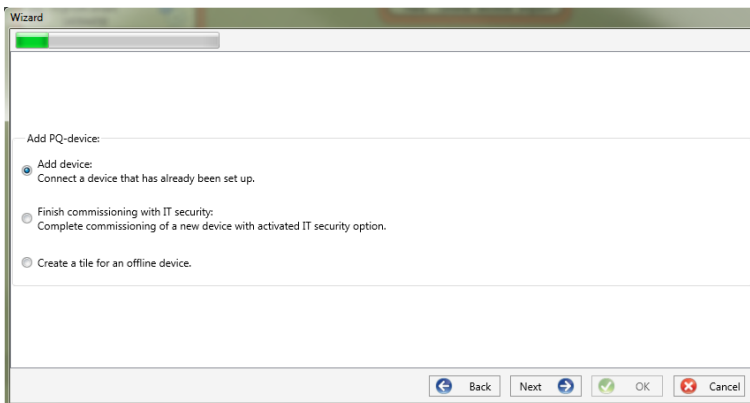 Wizard
Add PQ-device:
Add device:
Connect a device that has already been set up.
Finish commissioning with IT security:
Complete commissioning of a new device with activated IT security option.
Create a tile for an offline device.
Back Next OK Cancel